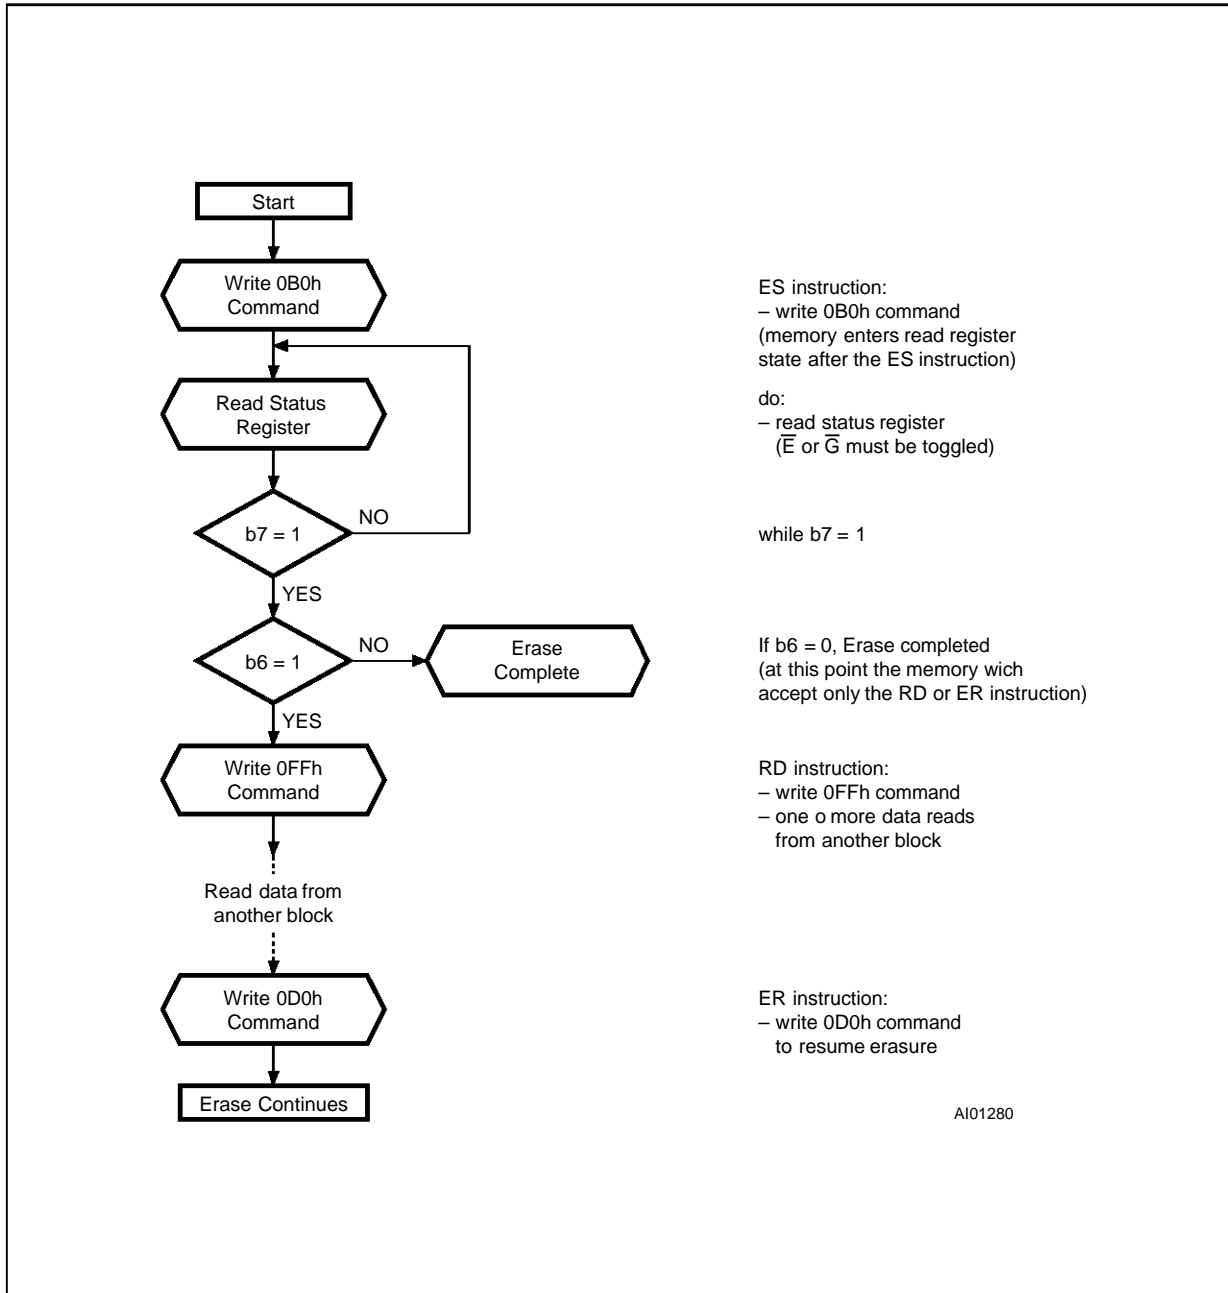 Start
Write 0B0h
Command
Read Status
Register
b7 = 1
NO
YES
b6 = 1
NO
Erase
Complete
YES
Write 0FFh
Command
Read data from
another block
Write 0D0h
Command
Erase Continues
ES instruction:
– write 0B0h command
(memory enters read register
state after the ES instruction)
do:
– read status register
(E̅ or G̅ must be toggled)
while b7 = 1
If b6 = 0, Erase completed
(at this point the memory wich
accept only the RD or ER instruction)
RD instruction:
– write 0FFh command
– one o more data reads
from another block
ER instruction:
– write 0D0h command
to resume erasure
AI01280